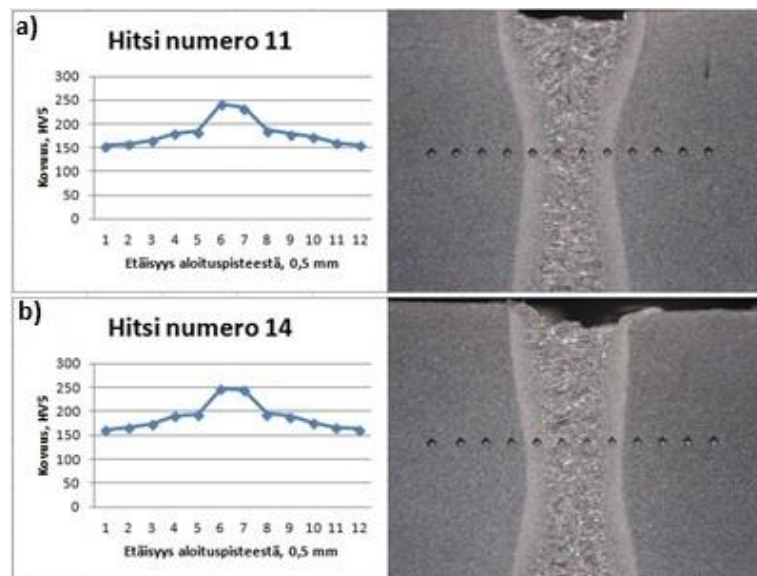 a)
Hitsi numero 11
Kovuus, HV5
300
250
200
150
100
50
0
1 2 3 4 5 6 7 8 9 10 11 12
Etäisyys aloituspisteestä, 0,5 mm
b)
Hitsi numero 14
Kovuus, HV5
300
250
200
150
100
50
0
1 2 3 4 5 6 7 8 9 10 11 12
Etäisyys aloituspisteestä, 0,5 mm